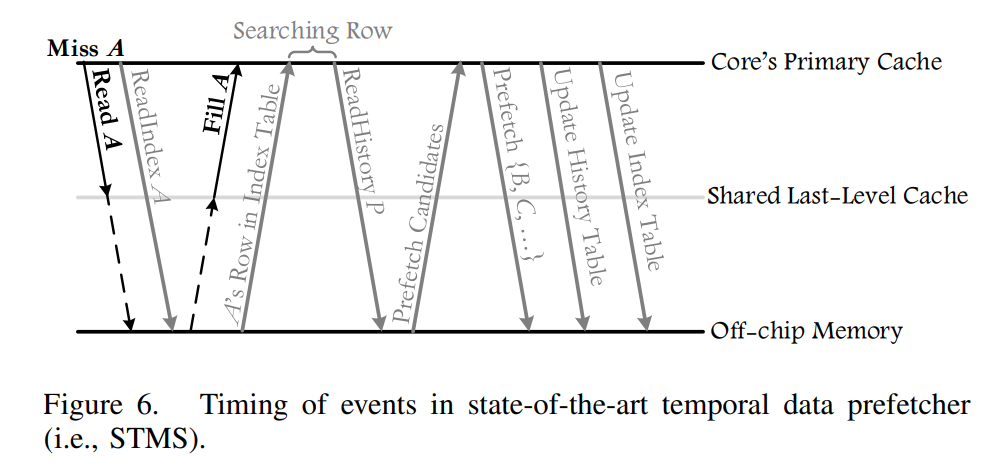 Searching Row
Miss A
Core's Primary Cache
Read A
ReadIndex A
Fill A
A's Row in Index Table
ReadHistory P
Prefetch Candidates
Prefetch {B, C, ...}
Update History Table
Update Index Table
Shared Last-Level Cache
Off-chip Memory
Figure 6. Timing of events in state-of-the-art temporal data prefetcher
(i.e., STMS).